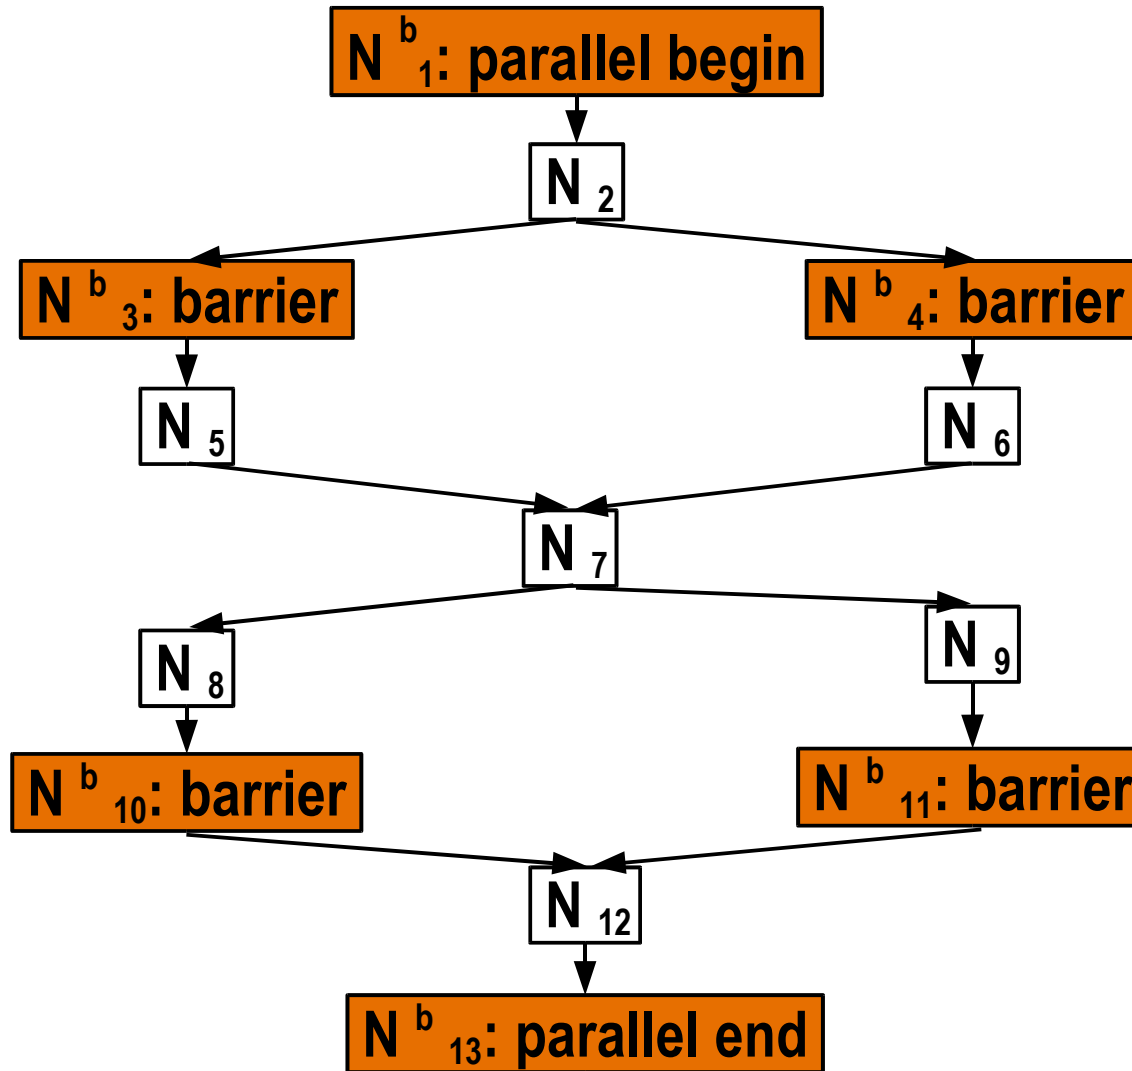 N b 1: parallel begin
N 2
N b 3: barrier
N b 4: barrier
N 5
N 6
N 7
N 8
N 9
N b 10: barrier
N b 11: barrier
N 12
N b 13: parallel end